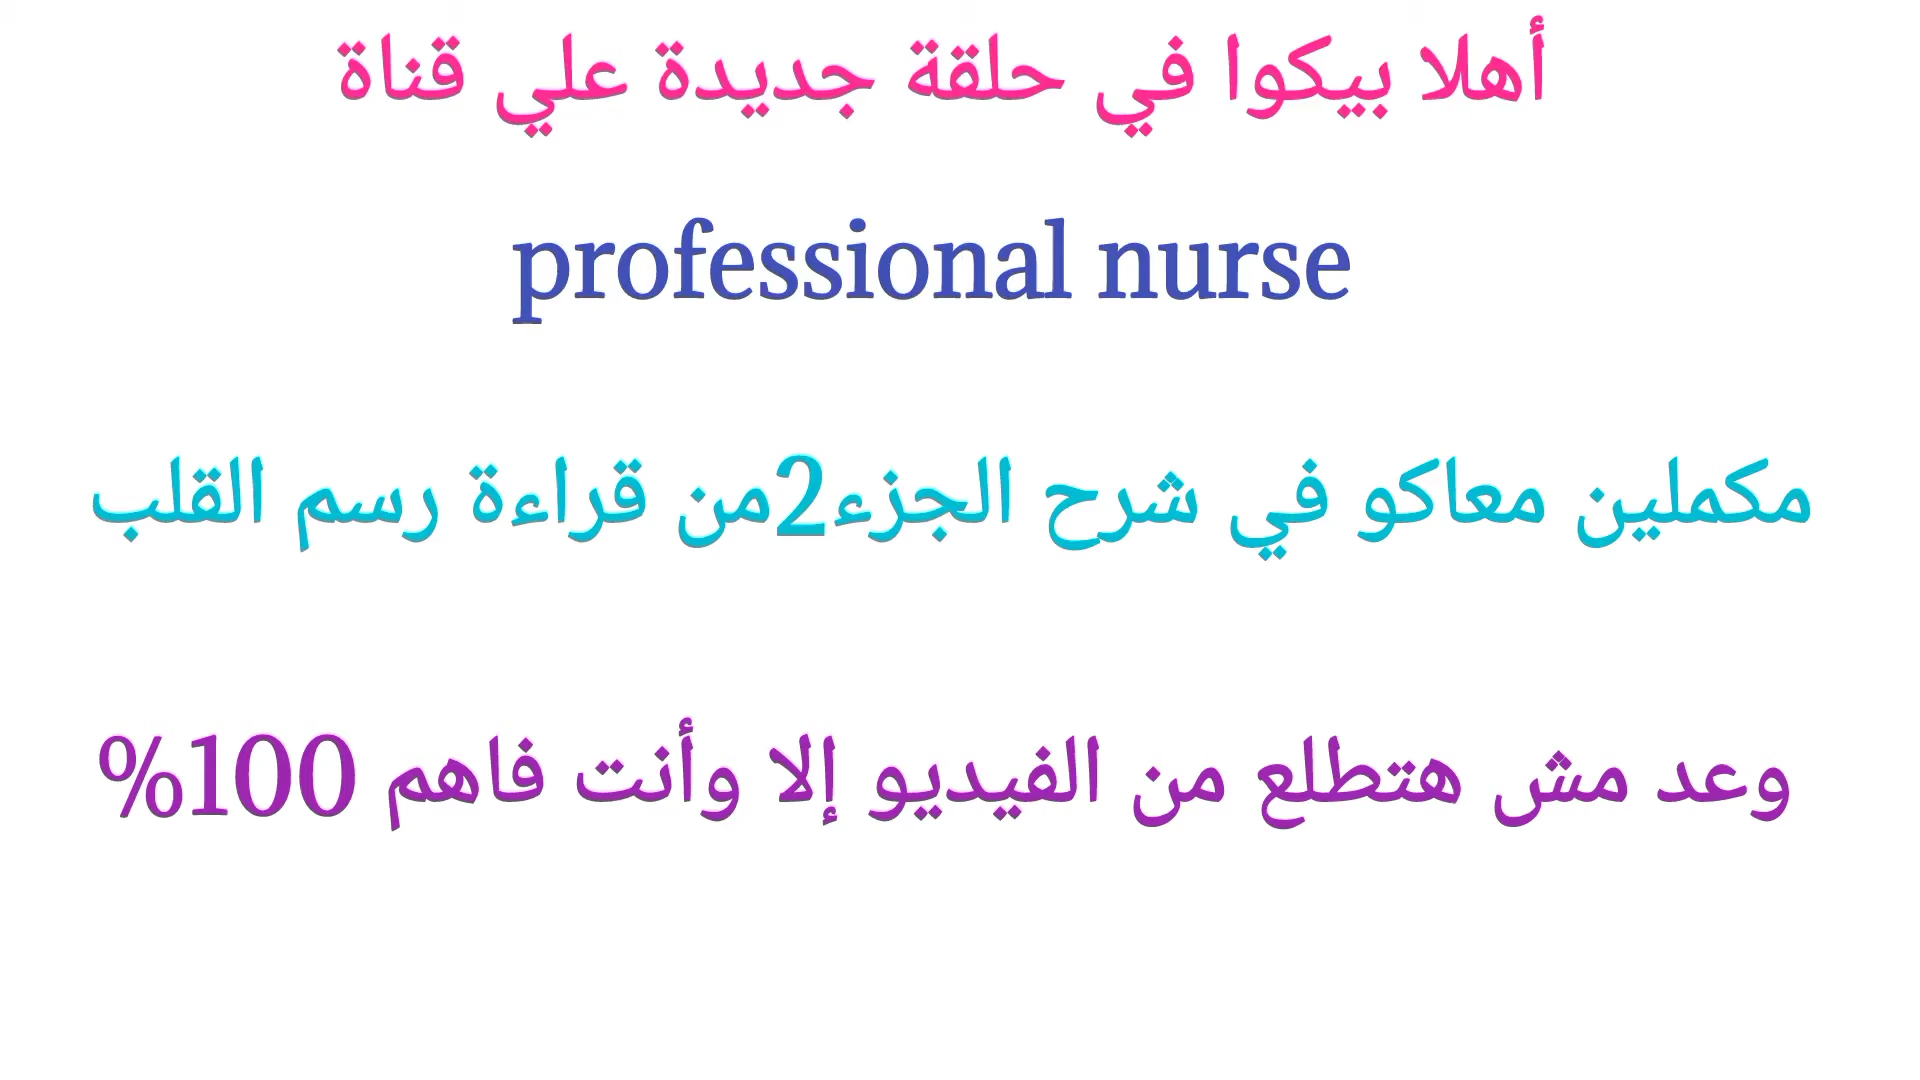 أهلا بيكوا في حلقة جديدة علي قناة
professional nurse
مكملين معاكو في شرح الجزء2من قراءة رسم القلب
وعد مش هتطلع من الفيديو إلا وأنت فاهم 100%